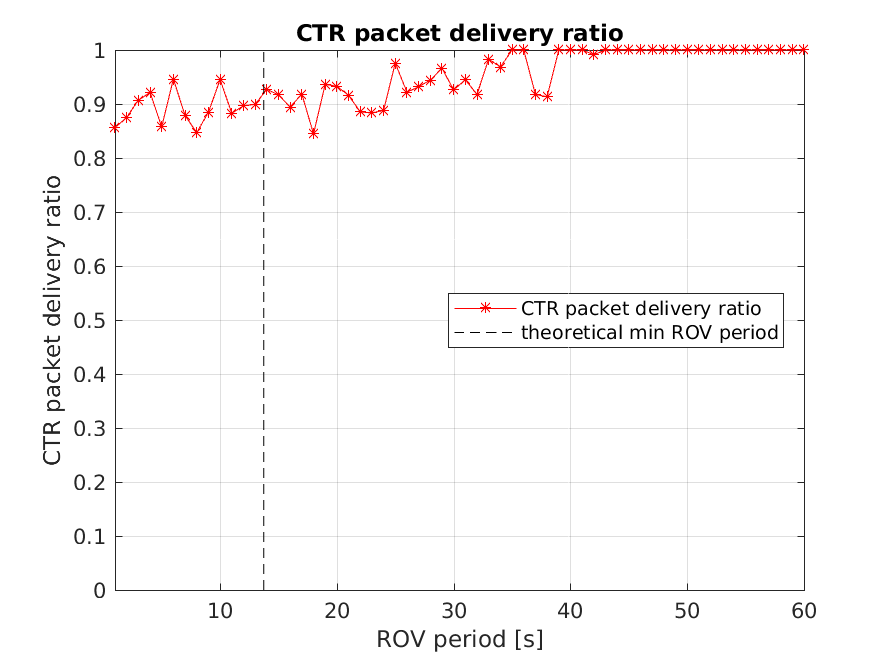 CTR packet delivery ratio
1
0.9
0.8
0.7
0.6
0.5
0.4
0.3
0.2
0.1
0
CTR packet delivery ratio
CTR packet delivery ratio
theoretical min ROV period
10 20 30 40 50 60
ROV period [s]